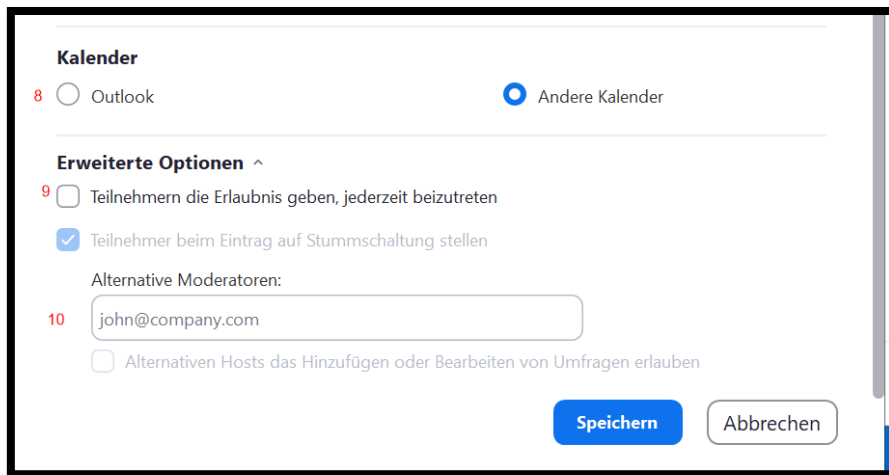 Kalender
8 Outlook Andere Kalender
Erweiterte Optionen
9 Teilnehmern die Erlaubnis geben, jederzeit beizutreten
Teilnehmer beim Eintrag auf Stummschaltung stellen
Alternative Moderatoren:
10 john@company.com
Alternativen Hosts das Hinzufügen oder Bearbeiten von Umfragen erlauben
Speichern Abbrechen